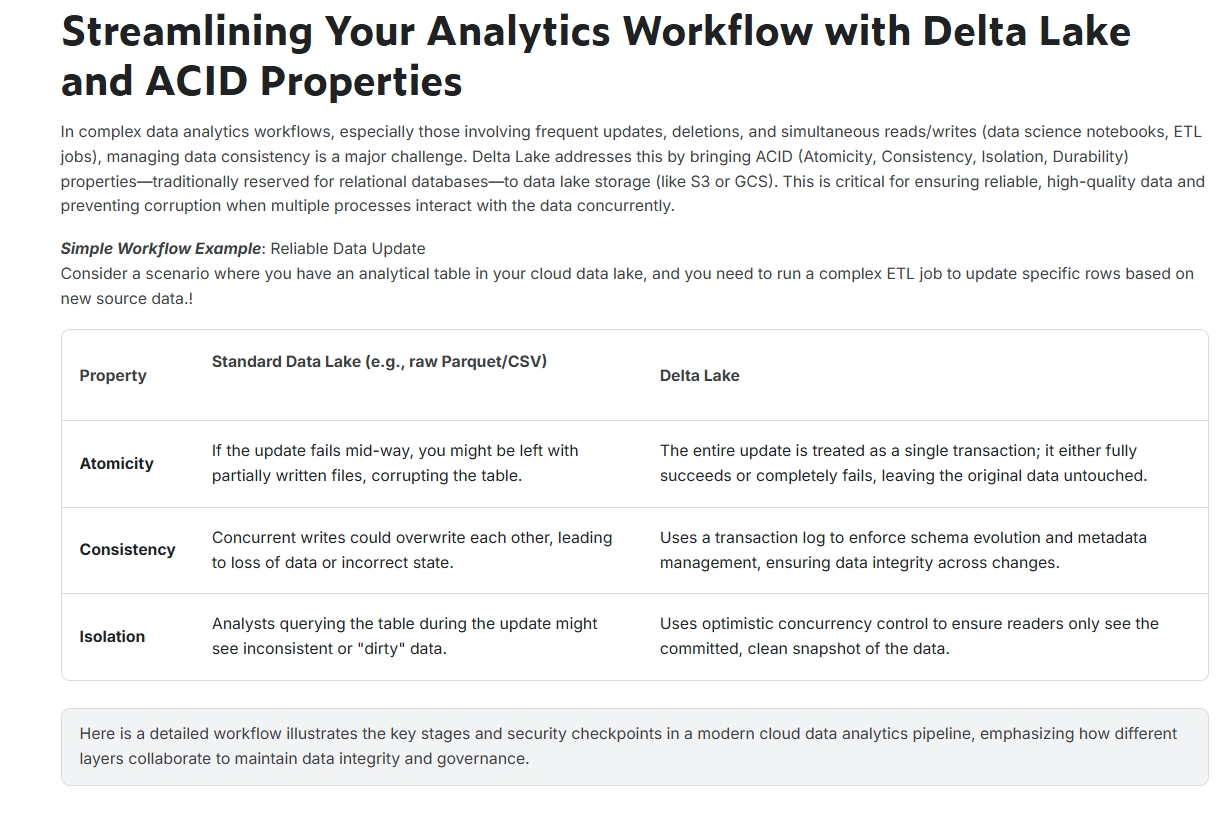 Streamlining Your Analytics Workflow with Delta Lake
and ACID Properties
In complex data analytics workflows, especially those involving frequent updates, deletions, and simultaneous reads/writes (data science notebooks, ETL
jobs), managing data consistency is a major challenge. Delta Lake addresses this by bringing ACID (Atomicity, Consistency, Isolation, Durability)
properties—traditionally reserved for relational databases—to data lake storage (like S3 or GCS). This is critical for ensuring reliable, high-quality data and
preventing corruption when multiple processes interact with the data concurrently.
Simple Workflow Example: Reliable Data Update
Consider a scenario where you have an analytical table in your cloud data lake, and you need to run a complex ETL job to update specific rows based on
new source data.!
Property
Standard Data Lake (e.g., raw Parquet/CSV)
Delta Lake
Atomicity
If the update fails mid-way, you might be left with
partially written files, corrupting the table.
The entire update is treated as a single transaction; it either fully
succeeds or completely fails, leaving the original data untouched.
Consistency
Concurrent writes could overwrite each other, leading
to loss of data or incorrect state.
Uses a transaction log to enforce schema evolution and metadata
management, ensuring data integrity across changes.
Isolation
Analysts querying the table during the update might
see inconsistent or "dirty" data.
Uses optimistic concurrency control to ensure readers only see the
committed, clean snapshot of the data.
Here is a detailed workflow illustrates the key stages and security checkpoints in a modern cloud data analytics pipeline, emphasizing how different
layers collaborate to maintain data integrity and governance.